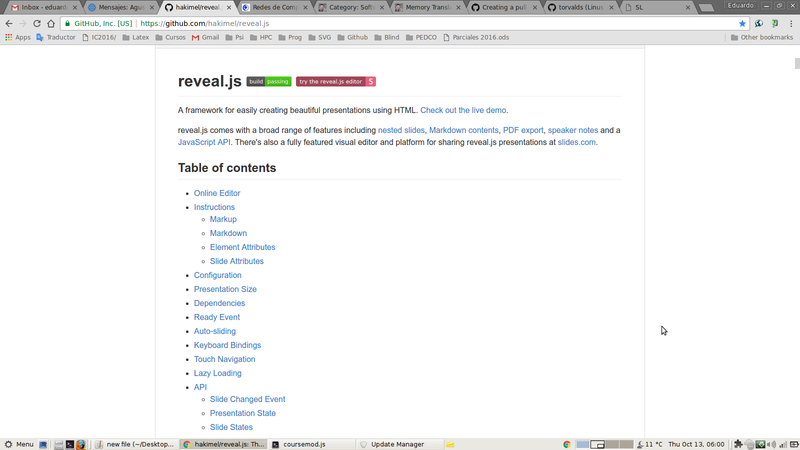 Inbox - eduard
Mensajes: Agu
hakimel/reveal.js
Redes de Comp
Category: Softw
Memory Transl
Creating a pul
torvalds (Linus
SL
Eduardo
GitHub, Inc. [US] | https://github.com/hakimel/reveal.js
Apps Traductor IC2016/ Latex Cursos Gmail Psi HPC Prog SVG Github Blind PEDCO Parciales 2016.ods Other bookmarks
reveal.js build passing try the reveal.js editor S
A framework for easily creating beautiful presentations using HTML. Check out the live demo.
reveal.js comes with a broad range of features including nested slides, Markdown contents, PDF export, speaker notes and a
JavaScript API. There's also a fully featured visual editor and platform for sharing reveal.js presentations at slides.com.
Table of contents
Online Editor
Instructions
Markup
Markdown
Element Attributes
Slide Attributes
Configuration
Presentation Size
Dependencies
Ready Event
Auto-sliding
Keyboard Bindings
Touch Navigation
Lazy Loading
API
Slide Changed Event
Presentation State
Slide States
Menu new file (~/Desktop... hakimel/reveal.js: Th... coursemod.js Update Manager 11 °C Thu Oct 13, 06:00